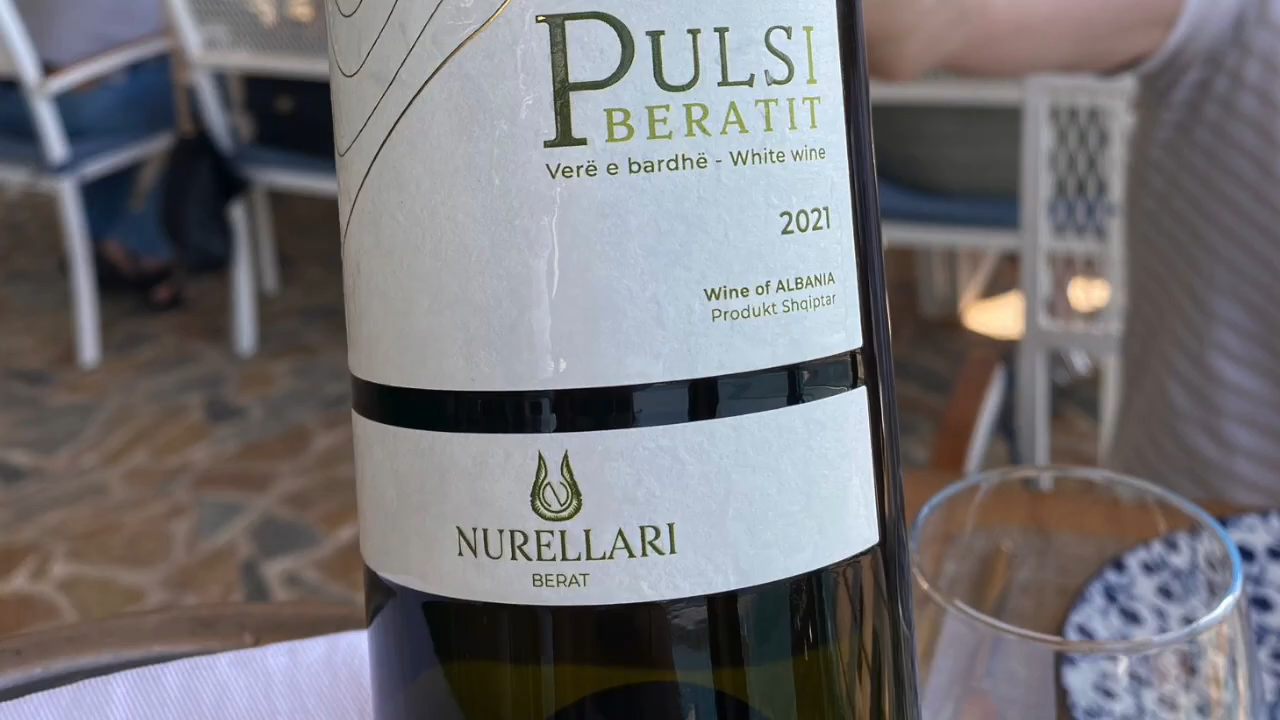 PULSI
BERATIT
Verë e bardhë - White wine
2021
Wine of ALBANIA
Produkt Shqiptar
NURELLARI
BERAT